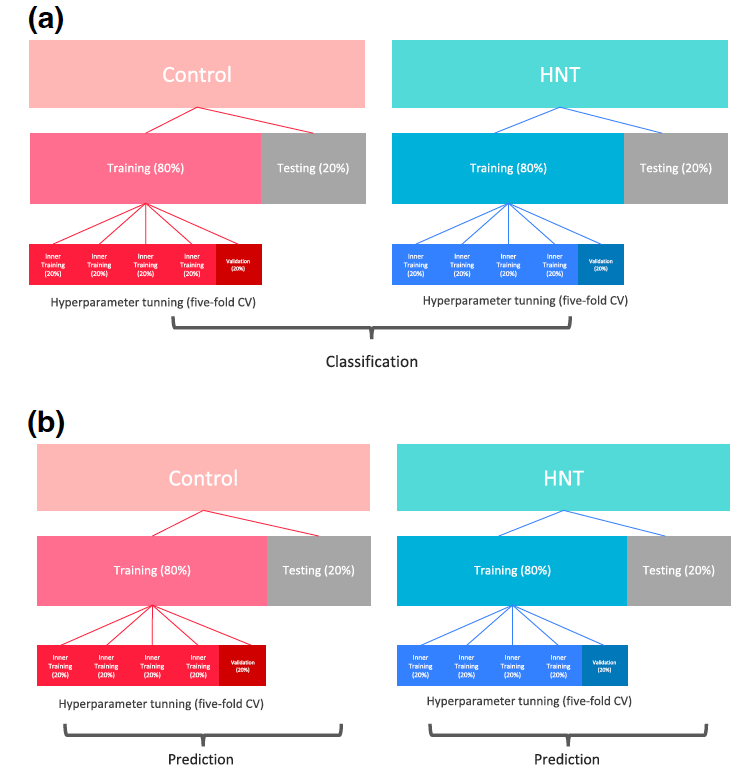 (a)
Control
HNT
Training (80%)
Testing (20%)
Training (80%)
Testing (20%)
Inner
Training
(20%)
Inner
Training
(20%)
Inner
Training
(20%)
Inner
Training
(20%)
Validation
(20%)
Inner
Training
(20%)
Inner
Training
(20%)
Inner
Training
(20%)
Inner
Training
(20%)
Validation
(20%)
Hyperparameter tunning (five-fold CV)
Hyperparameter tunning (five-fold CV)
Classification
(b)
Control
HNT
Training (80%)
Testing (20%)
Training (80%)
Testing (20%)
Inner
Training
(20%)
Inner
Training
(20%)
Inner
Training
(20%)
Inner
Training
(20%)
Validation
(20%)
Inner
Training
(20%)
Inner
Training
(20%)
Inner
Training
(20%)
Inner
Training
(20%)
Validation
(20%)
Hyperparameter tunning (five-fold CV)
Hyperparameter tunning (five-fold CV)
Prediction
Prediction